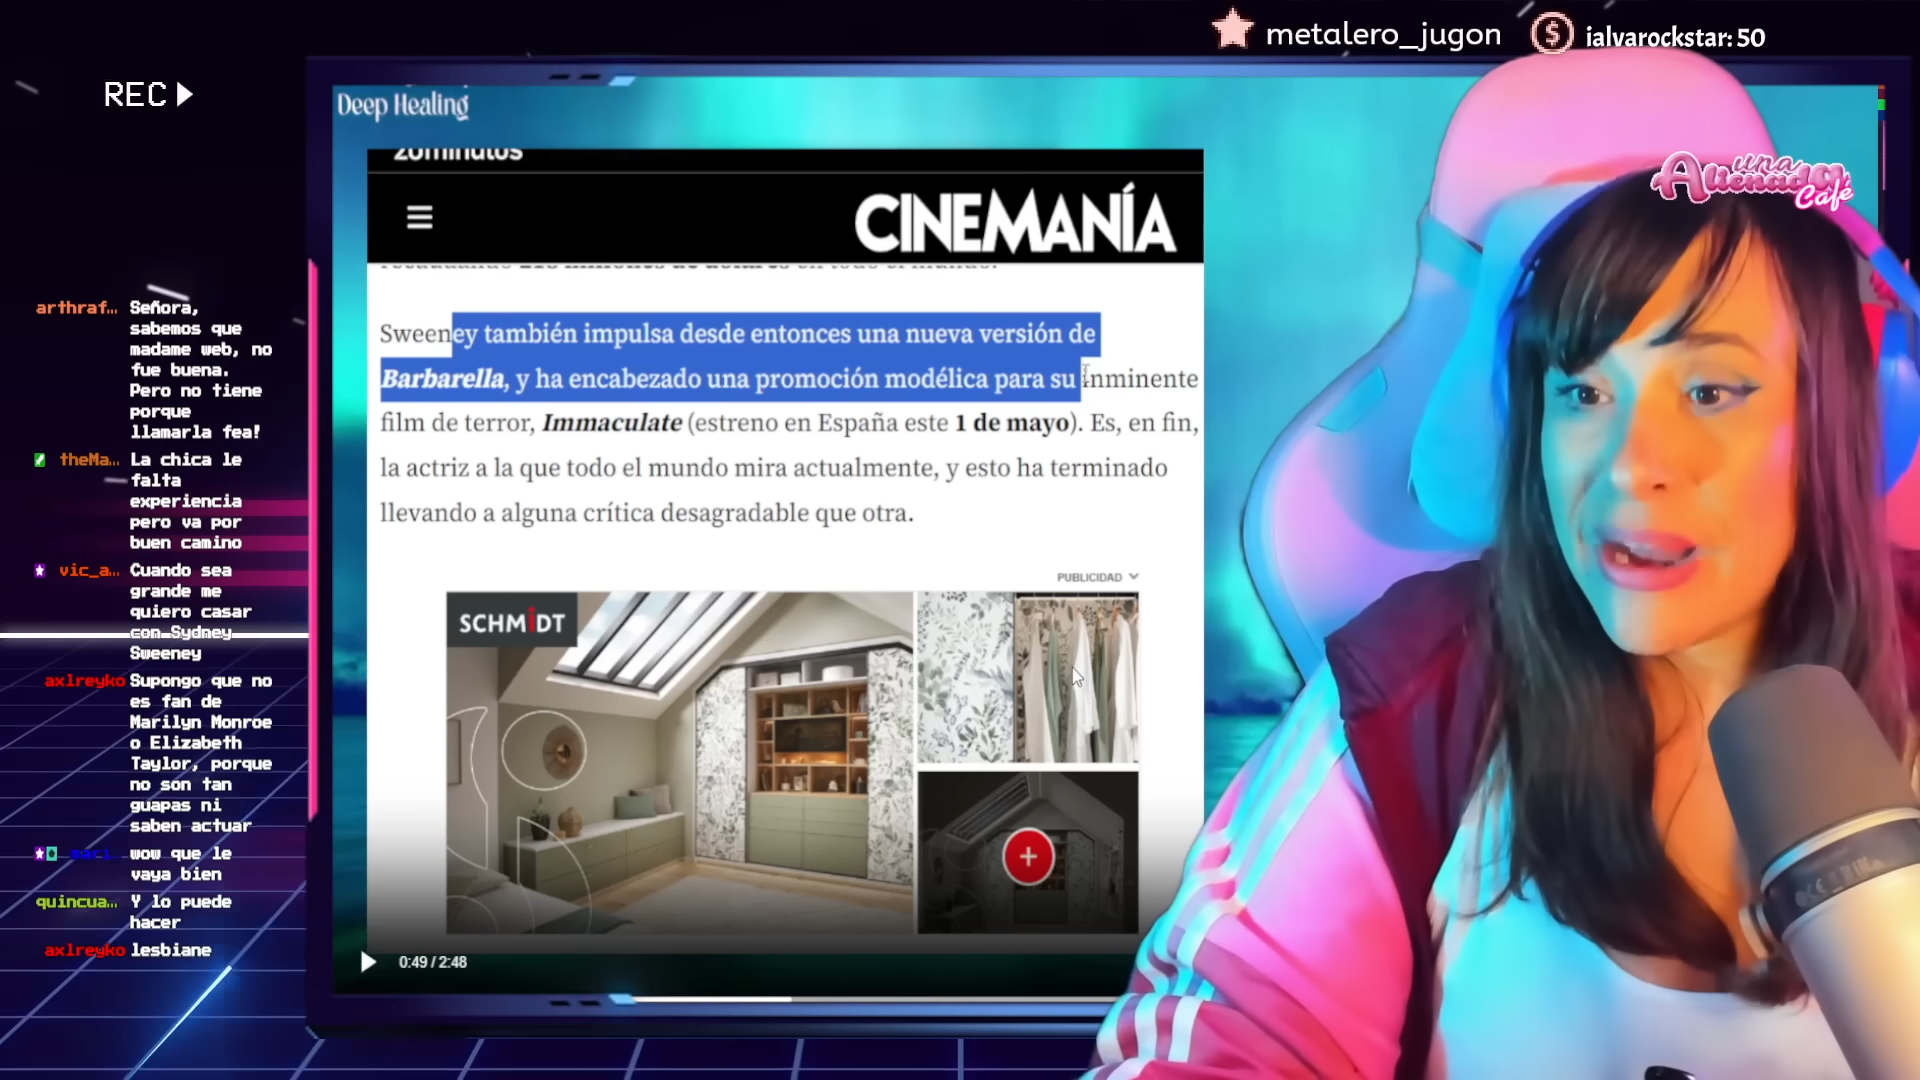 metalero_jugon
ialvarockstar: 50
REC
Deep Healing
20minutos
CINEMANÍA
una
Alienada
Café
Sweeney también impulsa desde entonces una nueva versión de
Barbarella, y ha encabezado una promoción modélica para su inminente
film de terror, Immaculate (estreno en España este 1 de mayo). Es, en fin,
la actriz a la que todo el mundo mira actualmente, y esto ha terminado
llevando a alguna crítica desagradable que otra.
PUBLICIDAD
SCHMIDT
0:49 / 2:48
arthraf... Señora,
sabemos que
madame web, no
fue buena.
Pero no tiene
porque
llamarla fea!
theMa... La chica le
falta
experiencia
pero va por
buen camino
vic_a... Cuando sea
grande me
quiero casar
con Sydney
Sweeney
axlreyko Supongo que no
es fan de
Marilyn Monroe
o Elizabeth
Taylor, porque
no son tan
guapas ni
saben actuar
wow que le
vaya bien
quincua... Y lo puede
hacer
axlreyko lesbiane